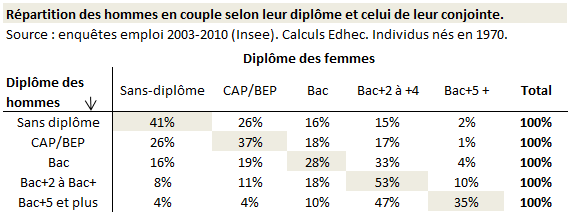 Répartition des hommes en couple selon leur diplôme et celui de leur conjointe.
Source : enquêtes emploi 2003-2010 (Insee). Calculs Edhec. Individus nés en 1970.
Diplôme des femmes
Diplôme des hommes ↓ Sans-diplôme CAP/BEP Bac Bac+2 à +4 Bac+5 + Total
Sans diplôme 41% 26% 16% 15% 2% 100%
CAP/BEP 26% 37% 18% 17% 1% 100%
Bac 16% 19% 28% 33% 4% 100%
Bac+2 à Bac+ 8% 11% 18% 53% 10% 100%
Bac+5 et plus 4% 4% 10% 47% 35% 100%